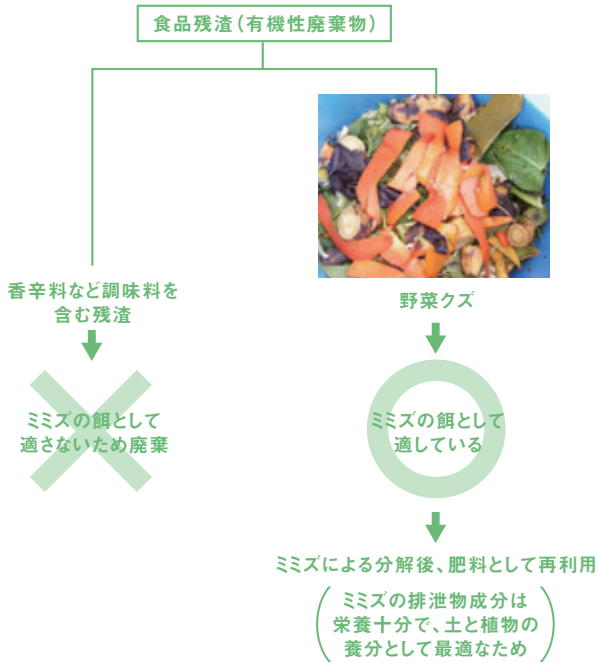 食品残渣（有機性廃棄物）
香辛料など調味料を
含む残渣
ミミズの餌として
適さないため廃棄
野菜クズ
ミミズの餌として
適している
ミミズによる分解後、肥料として再利用
（ミミズの排泄物成分は
栄養十分で、土と植物の
養分として最適なため）